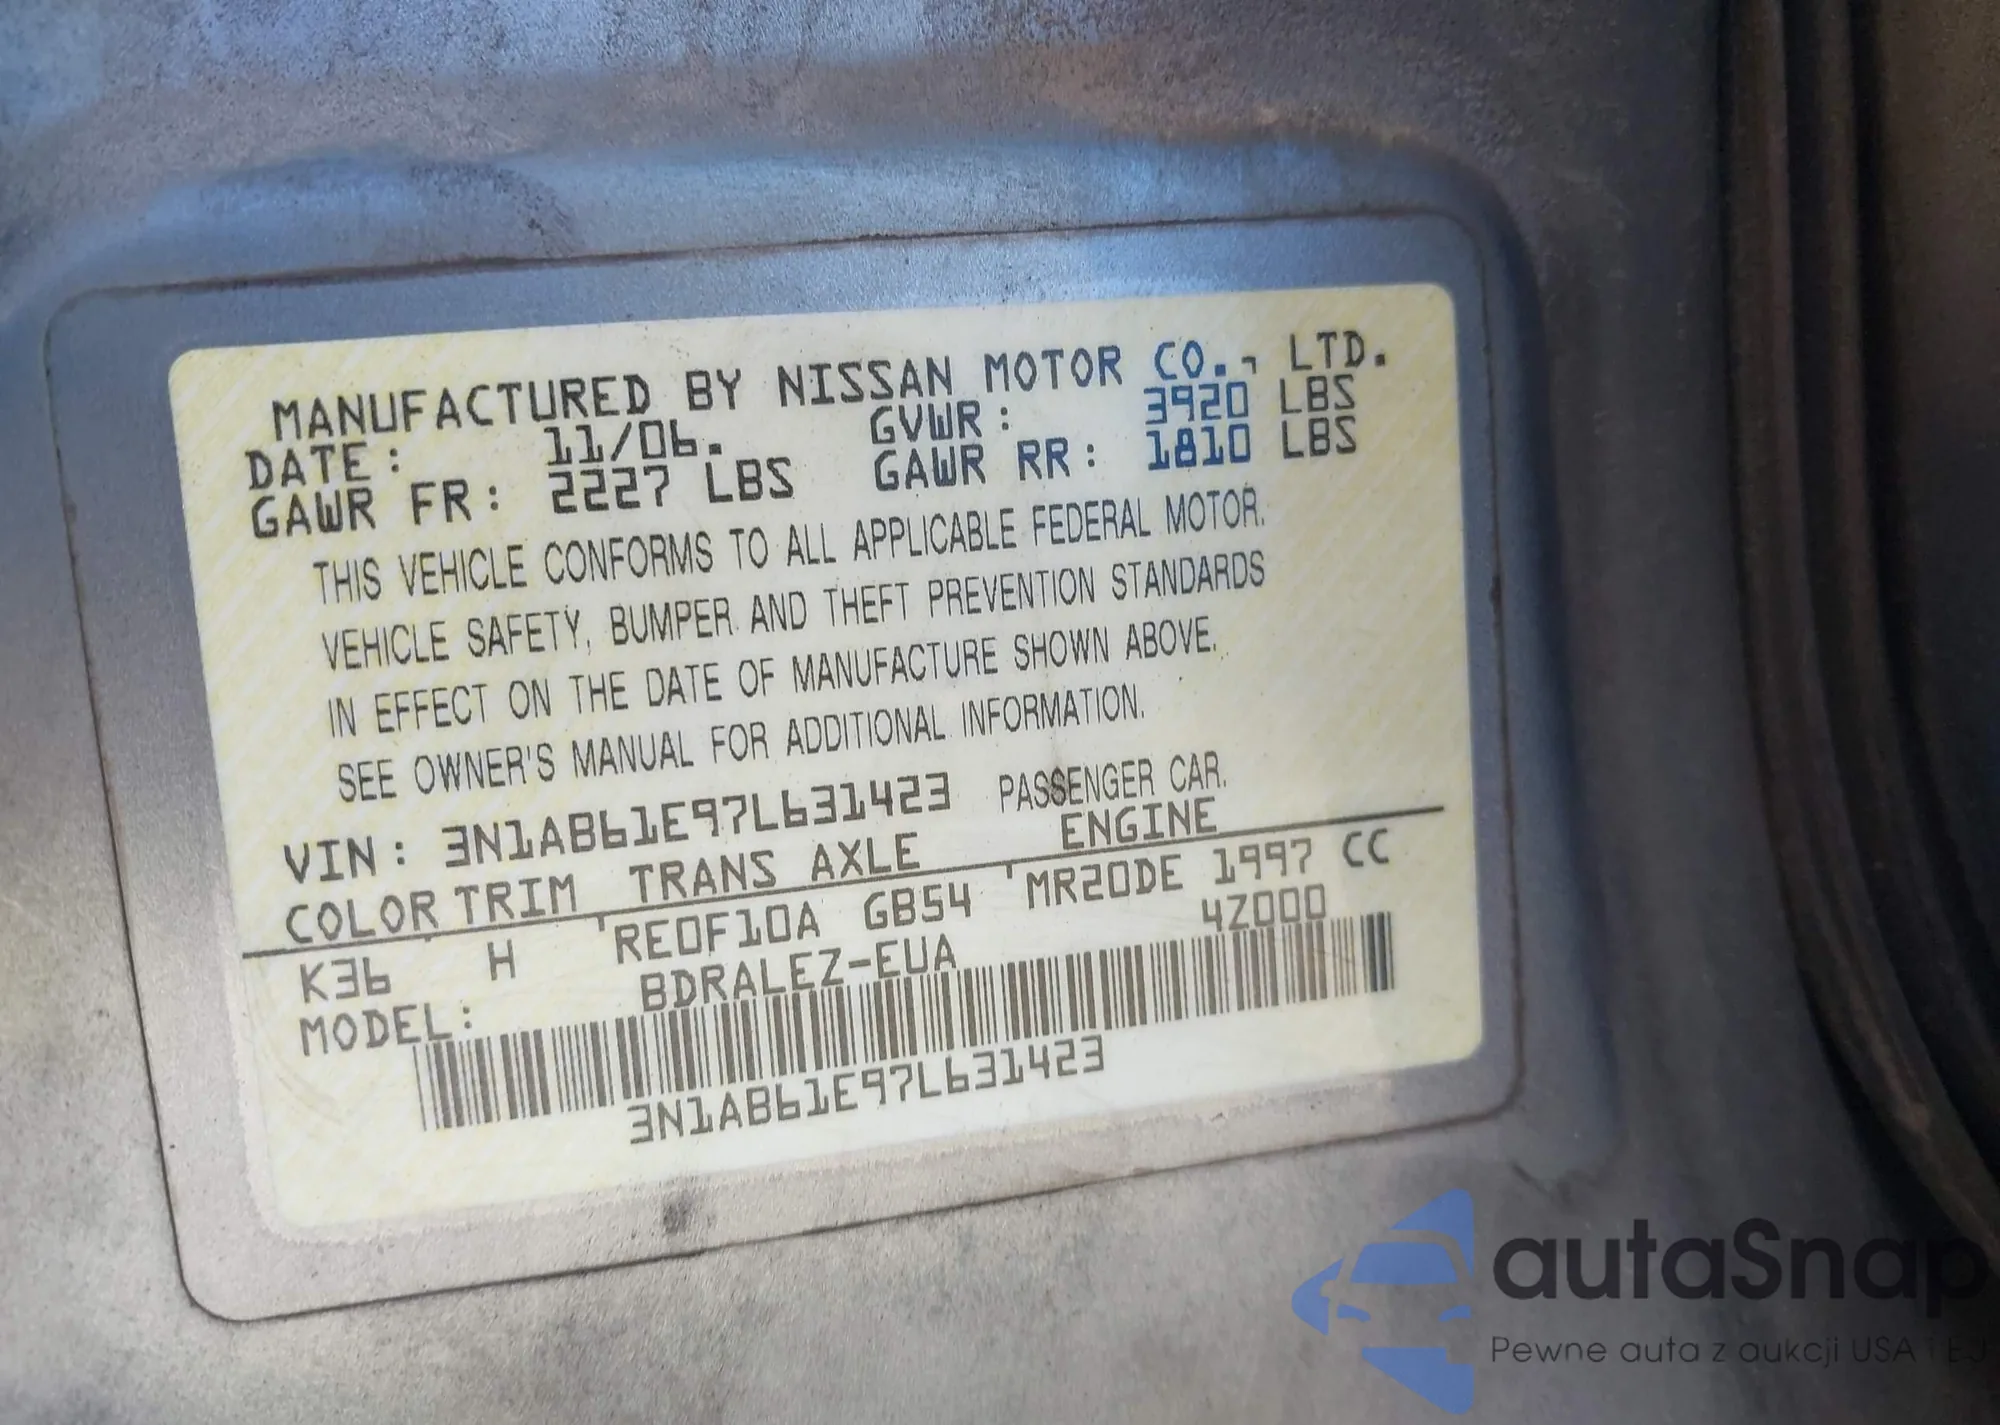 MANUFACTURED BY NISSAN MOTOR CO., LTD.
DATE: 11/06. GVWR: 3920 LBS
GAWR FR: 2227 LBS GAWR RR: 1810 LBS
THIS VEHICLE CONFORMS TO ALL APPLICABLE FEDERAL MOTOR.
VEHICLE SAFETY, BUMPER AND THEFT PREVENTION STANDARDS
IN EFFECT ON THE DATE OF MANUFACTURE SHOWN ABOVE.
SEE OWNER'S MANUAL FOR ADDITIONAL INFORMATION.
VIN: 3N1AB61E97L631423 PASSENGER CAR.
COLOR TRIM TRANS AXLE ENGINE
K36 H RE0F10A GB54 MR20DE 1997 CC
MODEL: BDRALEZ-EUA 4Z000
3N1AB61E97L631423
autaSnap
Pewne auta z aukcji USA i EU